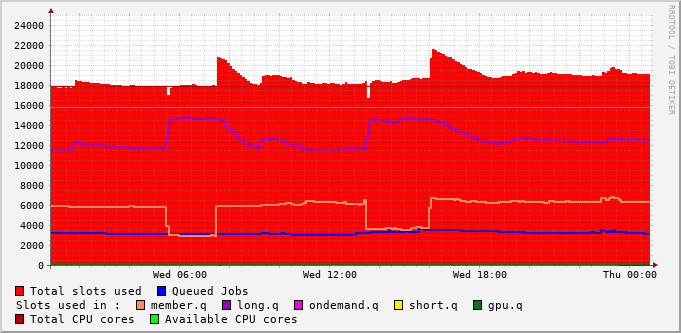 RRDTOOL / TOBI OETIKER
24000
22000
20000
18000
16000
14000
12000
10000
8000
6000
4000
2000
0
Wed 06:00 Wed 12:00 Wed 18:00 Thu 00:00
Total slots used Queued Jobs
Slots used in : member.q long.q ondemand.q short.q gpu.q
Total CPU cores Available CPU cores